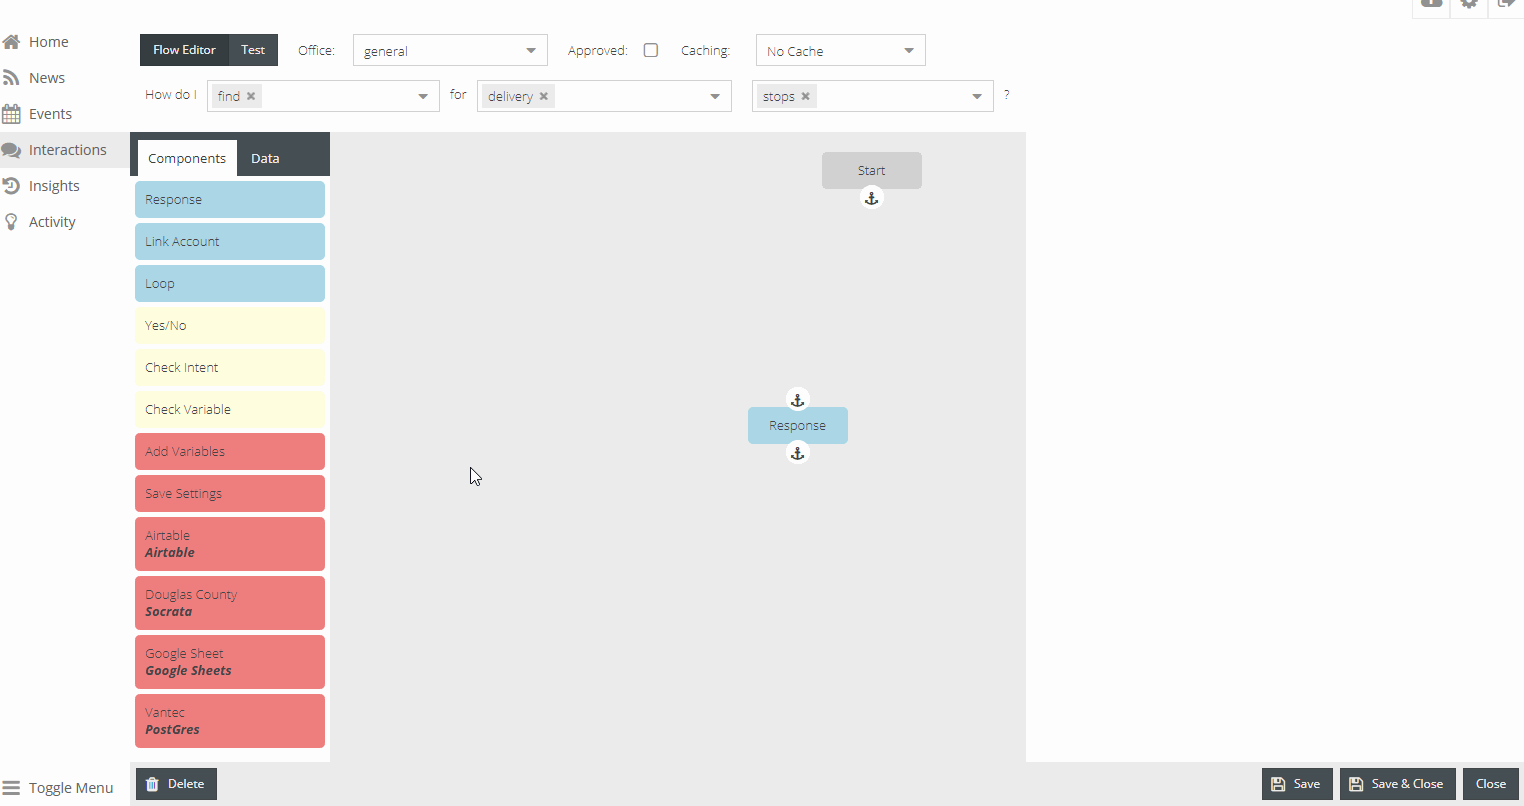 Home
News
Events
Interactions
Insights
Activity
Toggle Menu
Flow Editor Test Office: general Approved: Caching: No Cache
How do I find for delivery stops ?
Components Data
Response
Link Account
Loop
Yes/No
Check Intent
Check Variable
Add Variables
Save Settings
Airtable
Airtable
Douglas County
Socrata
Google Sheet
Google Sheets
Vantec
PostGres
Start
Response
Delete Save Save & Close Close